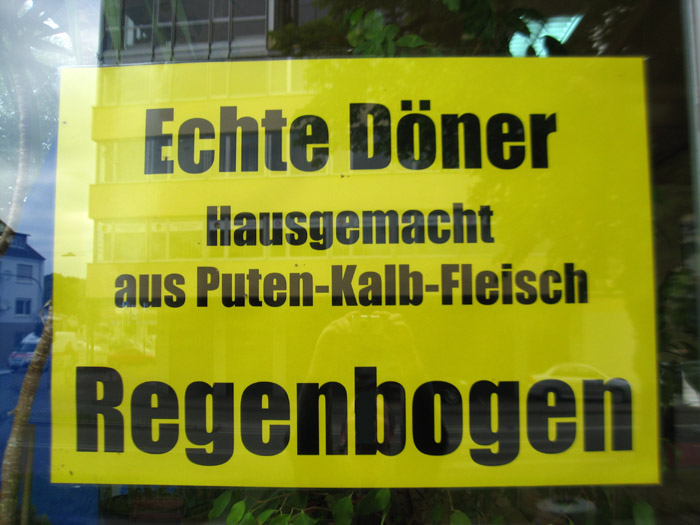 Echte Döner
Hausgemacht
aus Puten-Kalb-Fleisch
Regenbogen